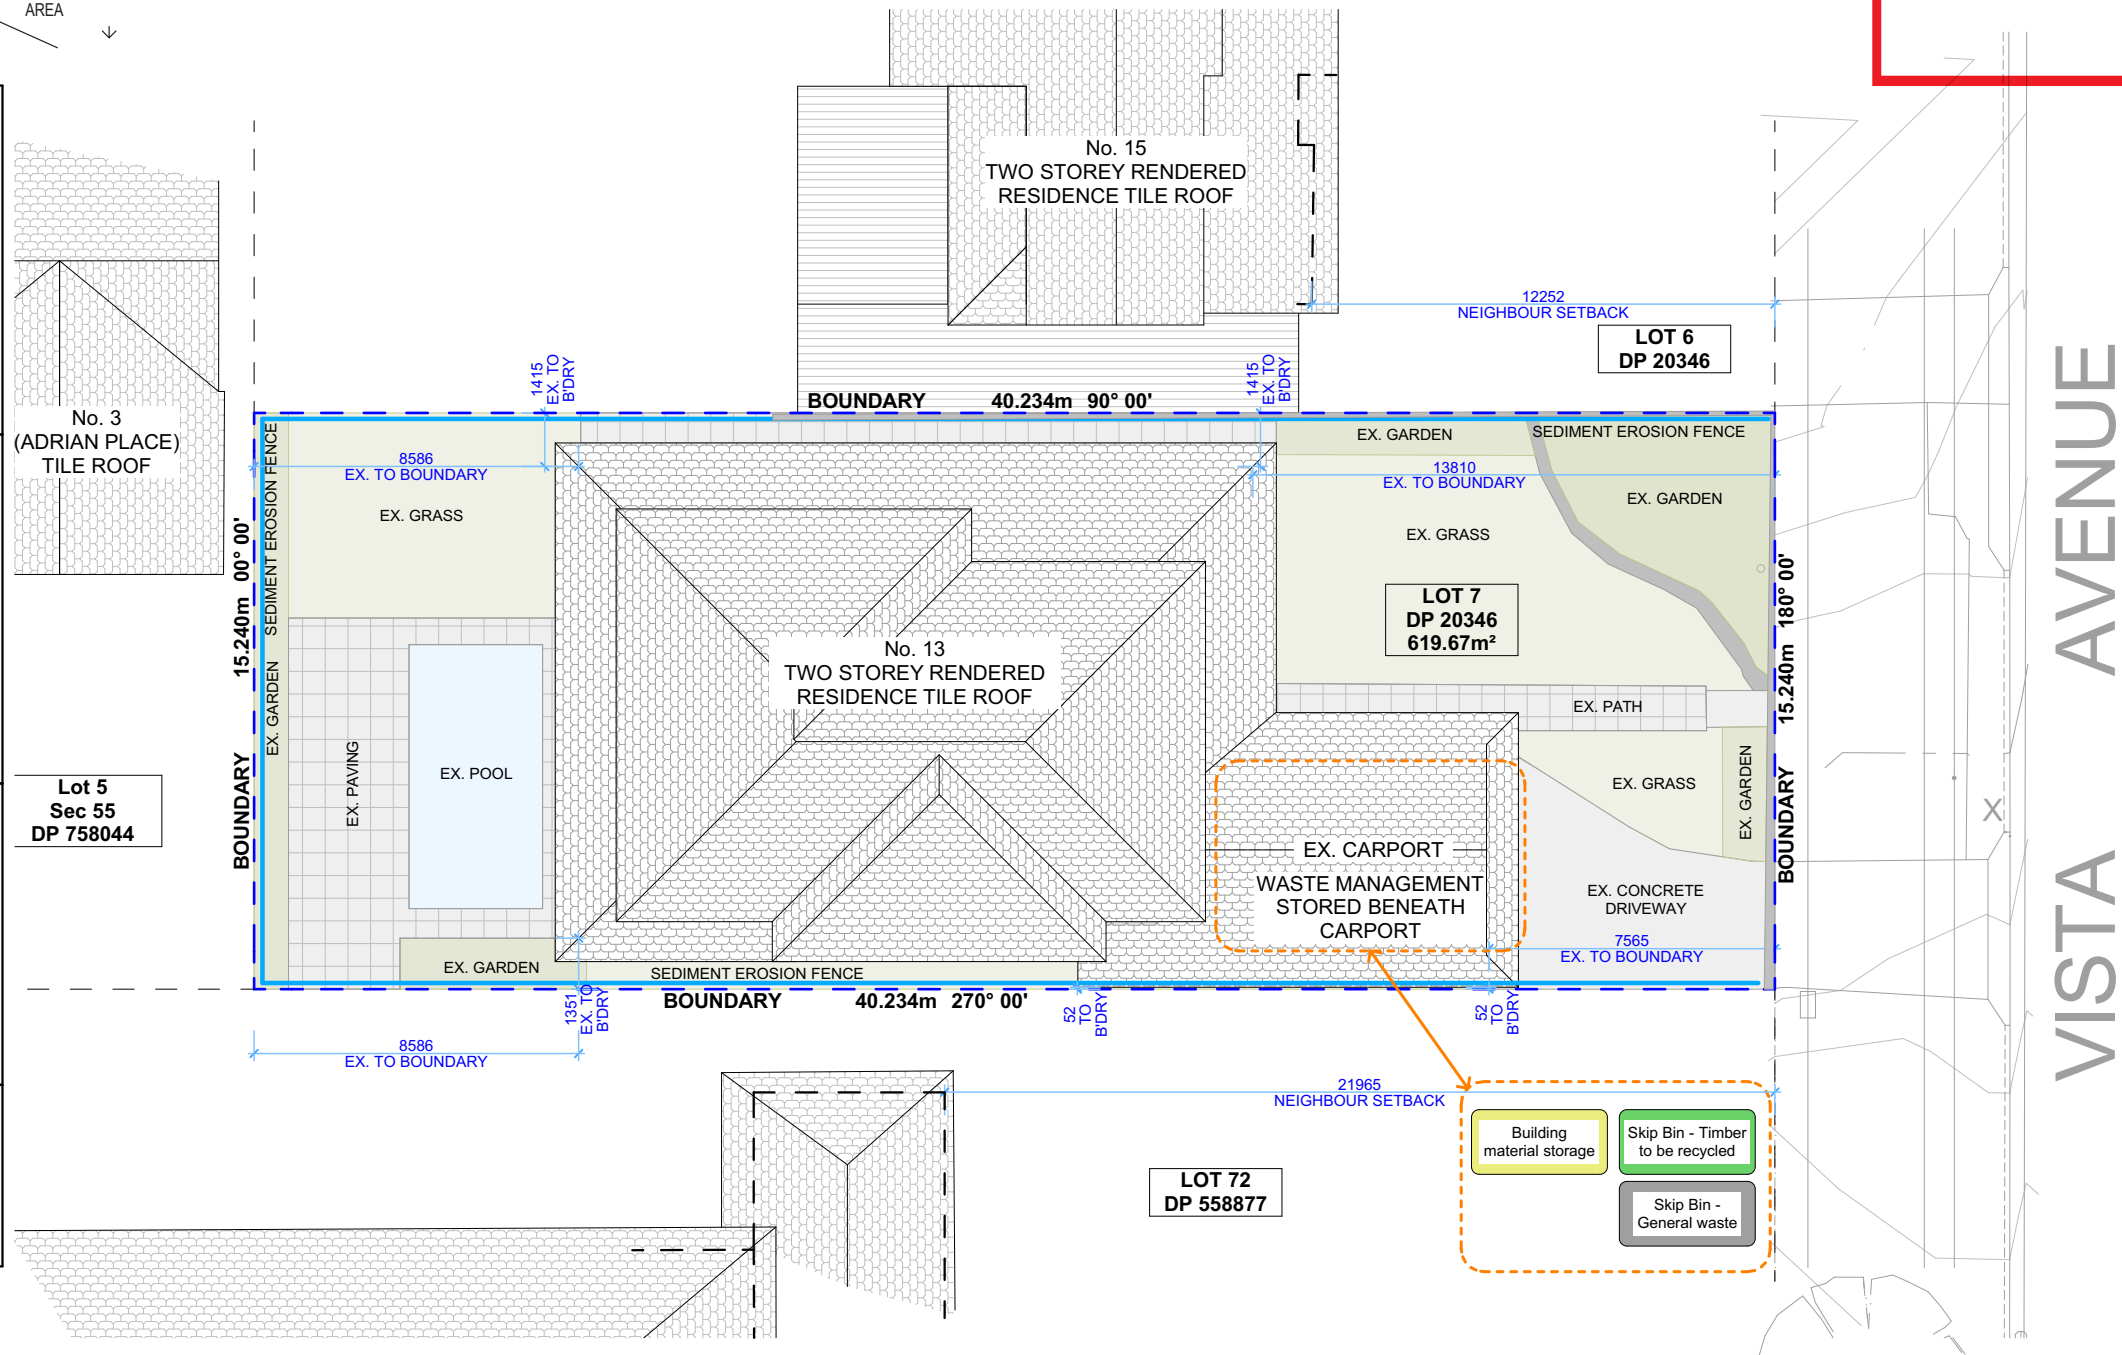 AREA
No. 15
TWO STOREY RENDERED
RESIDENCE TILE ROOF
12252
NEIGHBOUR SETBACK
LOT 6
DP 20346
1415
EX. TO
B'DRY
1415
EX. TO
B'DRY
BOUNDARY 40.234m 90° 00'
No. 3
(ADRIAN PLACE)
TILE ROOF
SEDIMENT EROSION FENCE
8586
EX. TO BOUNDARY
EX. GRASS
EX. GARDEN
SEDIMENT EROSION FENCE
13810
EX. TO BOUNDARY
EX. GARDEN
EX. GRASS
LOT 7
DP 20346
619.67m²
BOUNDARY 15.240m 00° 00'
BOUNDARY 15.240m 180° 00'
VISTA AVENUE
No. 13
TWO STOREY RENDERED
RESIDENCE TILE ROOF
EX. PATH
EX. GARDEN
EX. PAVING
EX. POOL
EX. GRASS
EX. GARDEN
Lot 5
Sec 55
DP 758044
X
EX. CARPORT
WASTE MANAGEMENT
STORED BENEATH
CARPORT
EX. CONCRETE
DRIVEWAY
7565
EX. TO BOUNDARY
EX. GARDEN
SEDIMENT EROSION FENCE
1351
EX. TO
B'DRY
BOUNDARY 40.234m 270° 00'
52
TO
B'DRY
52
TO
B'DRY
8586
EX. TO BOUNDARY
21965
NEIGHBOUR SETBACK
Building
material storage
Skip Bin - Timber
to be recycled
Skip Bin -
General waste
LOT 72
DP 558877